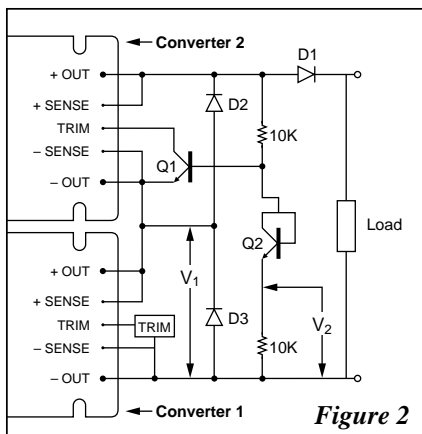 Converter 2
D1
+ OUT
+ SENSE
D2
TRIM
10K
– SENSE
Q1
– OUT
Q2
Load
+ OUT
V1
+ SENSE
D3
V2
TRIM
TRIM
– SENSE
10K
– OUT
Converter 1
Figure 2